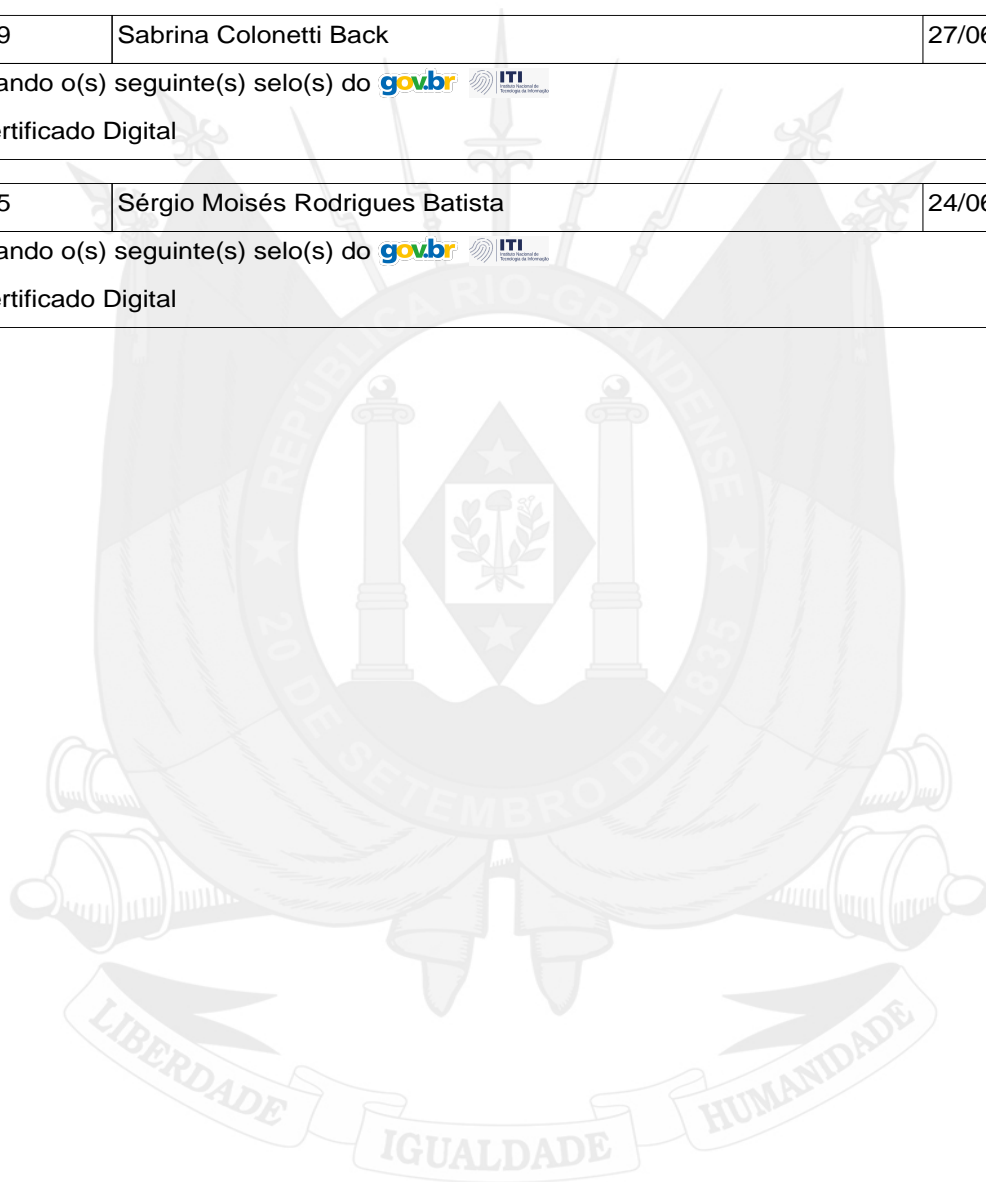 9 Sabrina Colonetti Back 27/06
ando o(s) seguinte(s) selo(s) do gov.br ITI
ertificado Digital
5 Sérgio Moisés Rodrigues Batista 24/06
ando o(s) seguinte(s) selo(s) do gov.br ITI
ertificado Digital
REPÚBLICA RIO-GRANDENSE
20 DE SETEMBRO DE 1835
LIBERDADE
IGUALDADE
HUMANIDADE